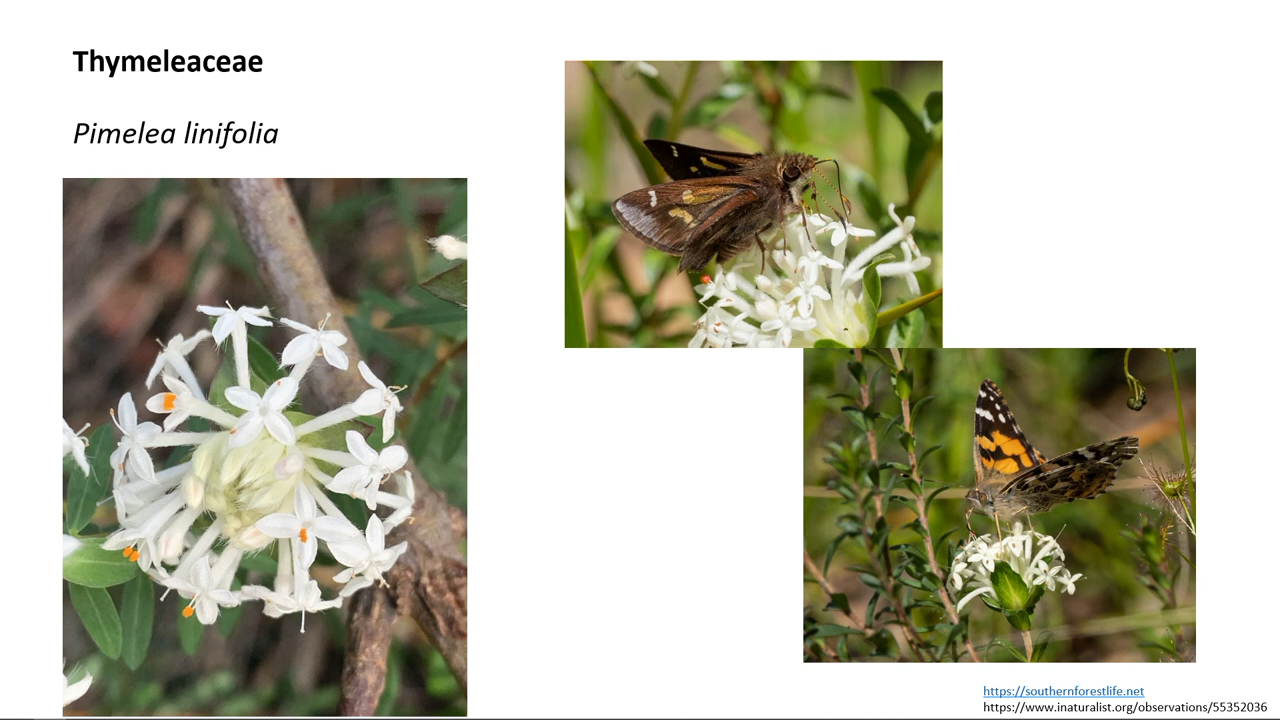 Thymeleaceae
Pimelea linifolia
https://southernforestlife.net
https://www.inaturalist.org/observations/55352036